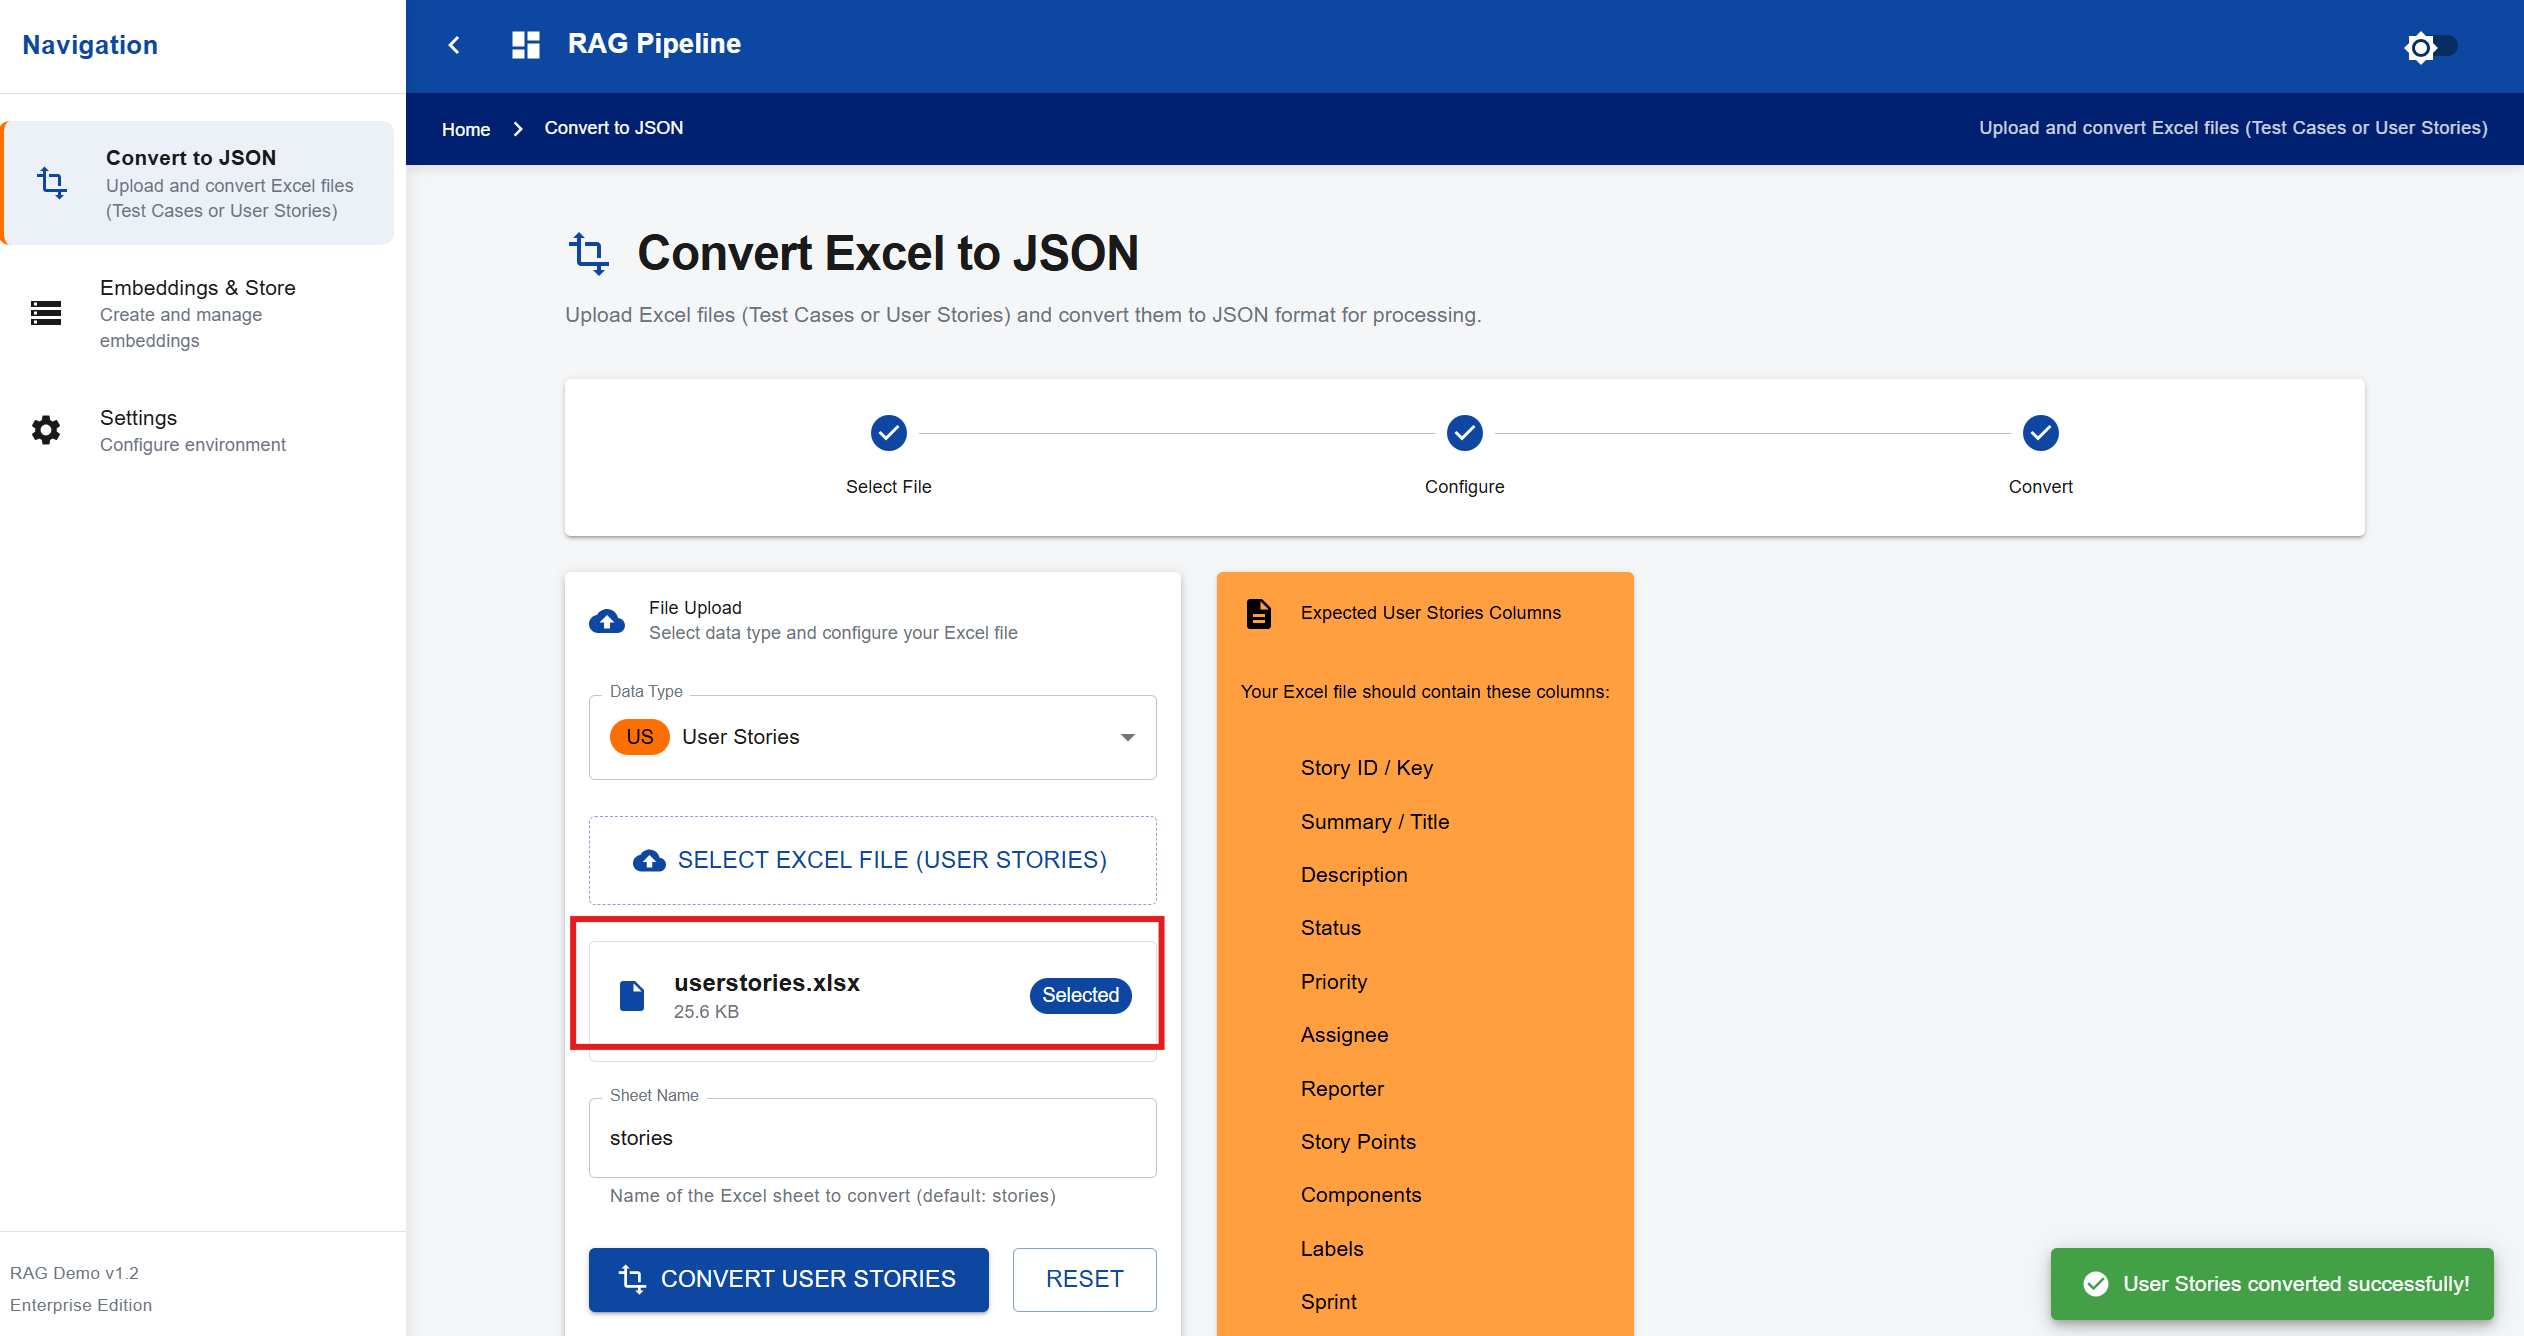 Navigation
Convert to JSON
Upload and convert Excel files
(Test Cases or User Stories)
Embeddings & Store
Create and manage
embeddings
Settings
Configure environment
RAG Demo v1.2
Enterprise Edition
RAG Pipeline
Home
Convert to JSON
Upload and convert Excel files (Test Cases or User Stories)
Convert Excel to JSON
Upload Excel files (Test Cases or User Stories) and convert them to JSON format for processing.
Select File
Configure
Convert
File Upload
Select data type and configure your Excel file
Data Type
US User Stories
SELECT EXCEL FILE (USER STORIES)
userstories.xlsx
25.6 KB
Selected
Sheet Name
stories
Name of the Excel sheet to convert (default: stories)
CONVERT USER STORIES
RESET
Expected User Stories Columns
Your Excel file should contain these columns:
Story ID / Key
Summary / Title
Description
Status
Priority
Assignee
Reporter
Story Points
Components
Labels
Sprint
User Stories converted successfully!